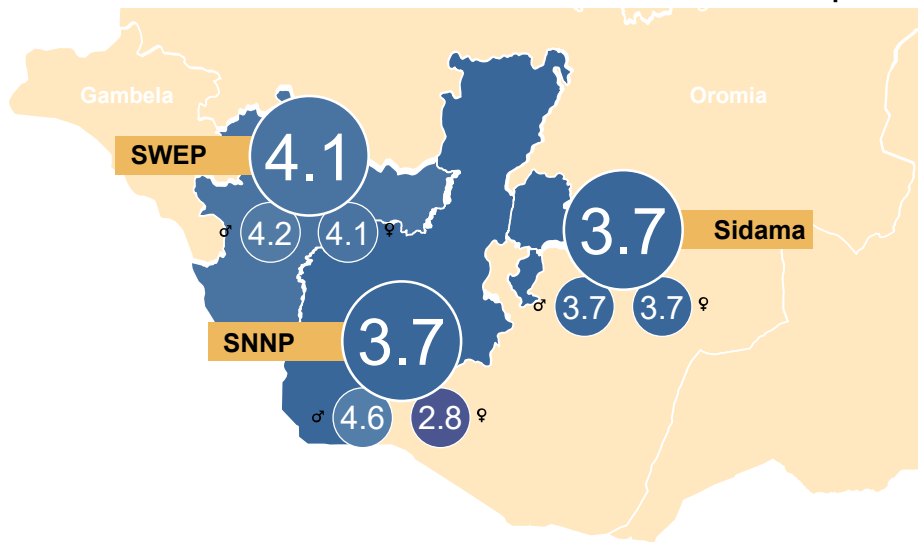 Gambela
Oromia
SWEP
4.1
♂ 4.2 4.1 ♀
3.7
Sidama
♂ 3.7 3.7 ♀
SNNP
3.7
♂ 4.6 2.8 ♀